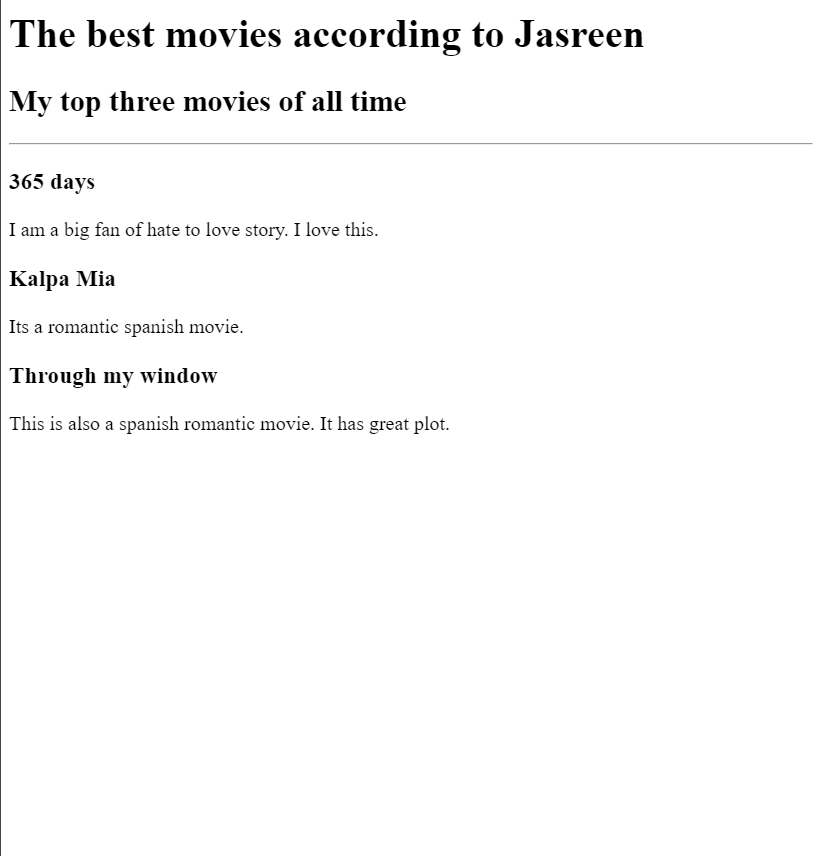 The best movies according to Jasreen
My top three movies of all time
365 days
I am a big fan of hate to love story. I love this.
Kalpa Mia
Its a romantic spanish movie.
Through my window
This is also a spanish romantic movie. It has great plot.